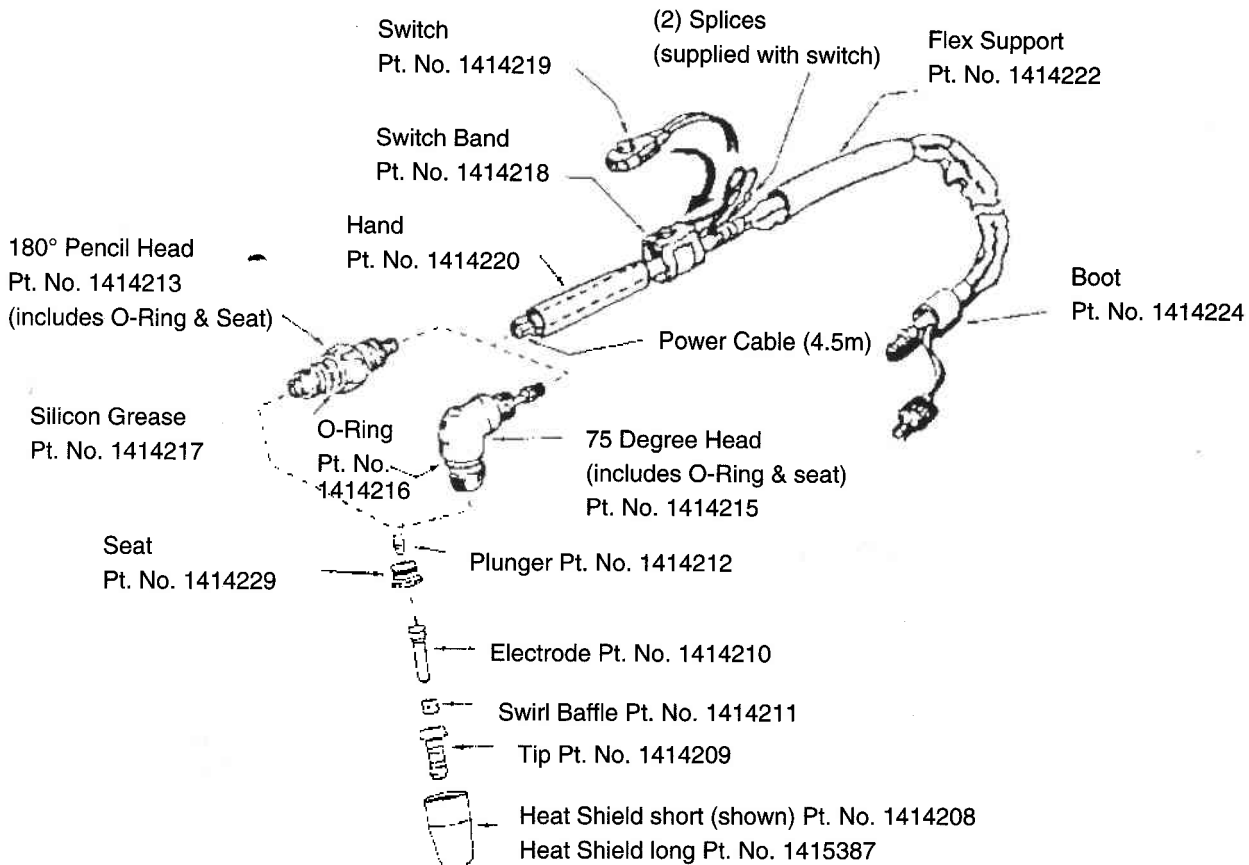 Switch
Pt. No. 1414219
(2) Splices
(supplied with switch)
Flex Support
Pt. No. 1414222
Switch Band
Pt. No. 1414218
Hand
Pt. No. 1414220
180° Pencil Head
Pt. No. 1414213
(includes O-Ring & Seat)
Boot
Pt. No. 1414224
Power Cable (4.5m)
Silicon Grease
Pt. No. 1414217
O-Ring
Pt. No.
1414216
75 Degree Head
(includes O-Ring & seat)
Pt. No. 1414215
Seat
Pt. No. 1414229
Plunger Pt. No. 1414212
Electrode Pt. No. 1414210
Swirl Baffle Pt. No. 1414211
Tip Pt. No. 1414209
Heat Shield short (shown) Pt. No. 1414208
Heat Shield long Pt. No. 1415387